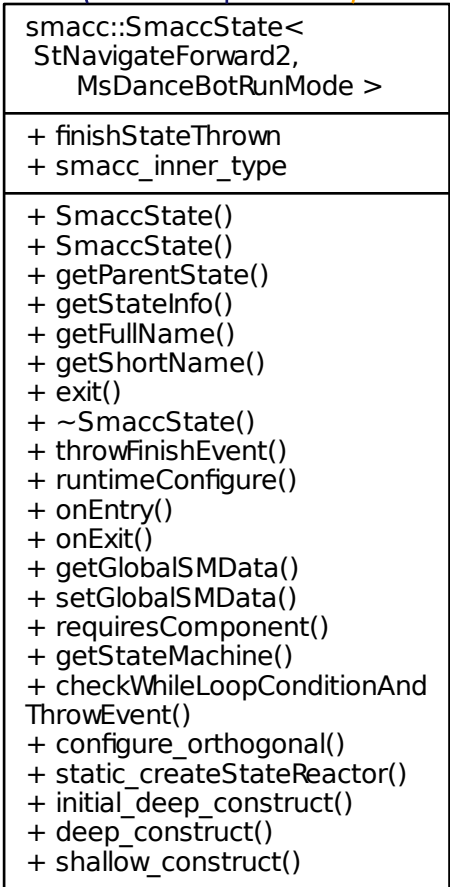 smacc::SmaccState<
StNavigateForward2,
MsDanceBotRunMode >
+ finishStateThrown
+ smacc_inner_type
+ SmaccState()
+ SmaccState()
+ getParentState()
+ getStateInfo()
+ getFullName()
+ getShortName()
+ exit()
+ ~SmaccState()
+ throwFinishEvent()
+ runtimeConfigure()
+ onEntry()
+ onExit()
+ getGlobalSMData()
+ setGlobalSMData()
+ requiresComponent()
+ getStateMachine()
+ checkWhileLoopConditionAnd
ThrowEvent()
+ configure_orthogonal()
+ static_createStateReactor()
+ initial_deep_construct()
+ deep_construct()
+ shallow_construct()